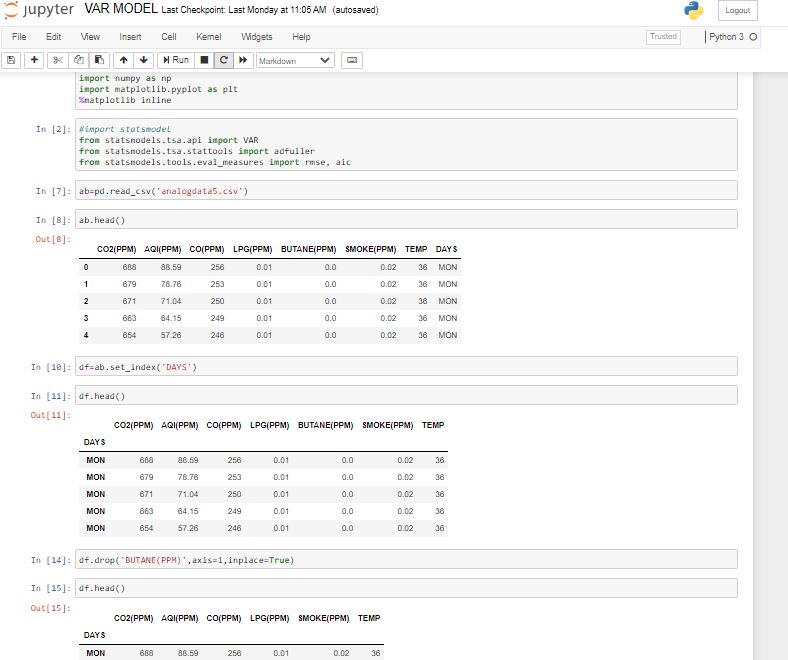 jupyter VAR MODEL Last Checkpoint: Last Monday at 11:05 AM (autosaved)
Logout
File Edit View Insert Cell Kernel Widgets Help
Trusted
Python 3
Run
Markdown
import numpy as np
import matplotlib.pyplot as plt
%matplotlib inline
In [2]:
#import statsmodel
from statsmodels.tsa.api import VAR
from statsmodels.tsa.stattools import adfuller
from statsmodels.tools.eval_measures import rmse, aic
In [7]: ab=pd.read_csv('analogdata5.csv')
In [8]: ab.head()
Out[8]:
CO2(PPM) AQI(PPM) CO(PPM) LPG(PPM) BUTANE(PPM) SMOKE(PPM) TEMP DAYS
0 688 88.59 256 0.01 0.0 0.02 36 MON
1 679 78.76 253 0.01 0.0 0.02 36 MON
2 671 71.04 250 0.01 0.0 0.02 36 MON
3 663 64.15 249 0.01 0.0 0.02 36 MON
4 654 57.26 246 0.01 0.0 0.02 36 MON
In [10]: df=ab.set_index('DAYS')
In [11]: df.head()
Out[11]:
CO2(PPM) AQI(PPM) CO(PPM) LPG(PPM) BUTANE(PPM) SMOKE(PPM) TEMP
DAYS
MON 688 88.59 256 0.01 0.0 0.02 36
MON 679 78.76 253 0.01 0.0 0.02 36
MON 671 71.04 250 0.01 0.0 0.02 36
MON 663 64.15 249 0.01 0.0 0.02 36
MON 654 57.26 246 0.01 0.0 0.02 36
In [14]: df.drop('BUTANE(PPM)',axis=1,inplace=True)
In [15]: df.head()
Out[15]:
CO2(PPM) AQI(PPM) CO(PPM) LPG(PPM) SMOKE(PPM) TEMP
DAYS
MON 688 88.59 256 0.01 0.02 36